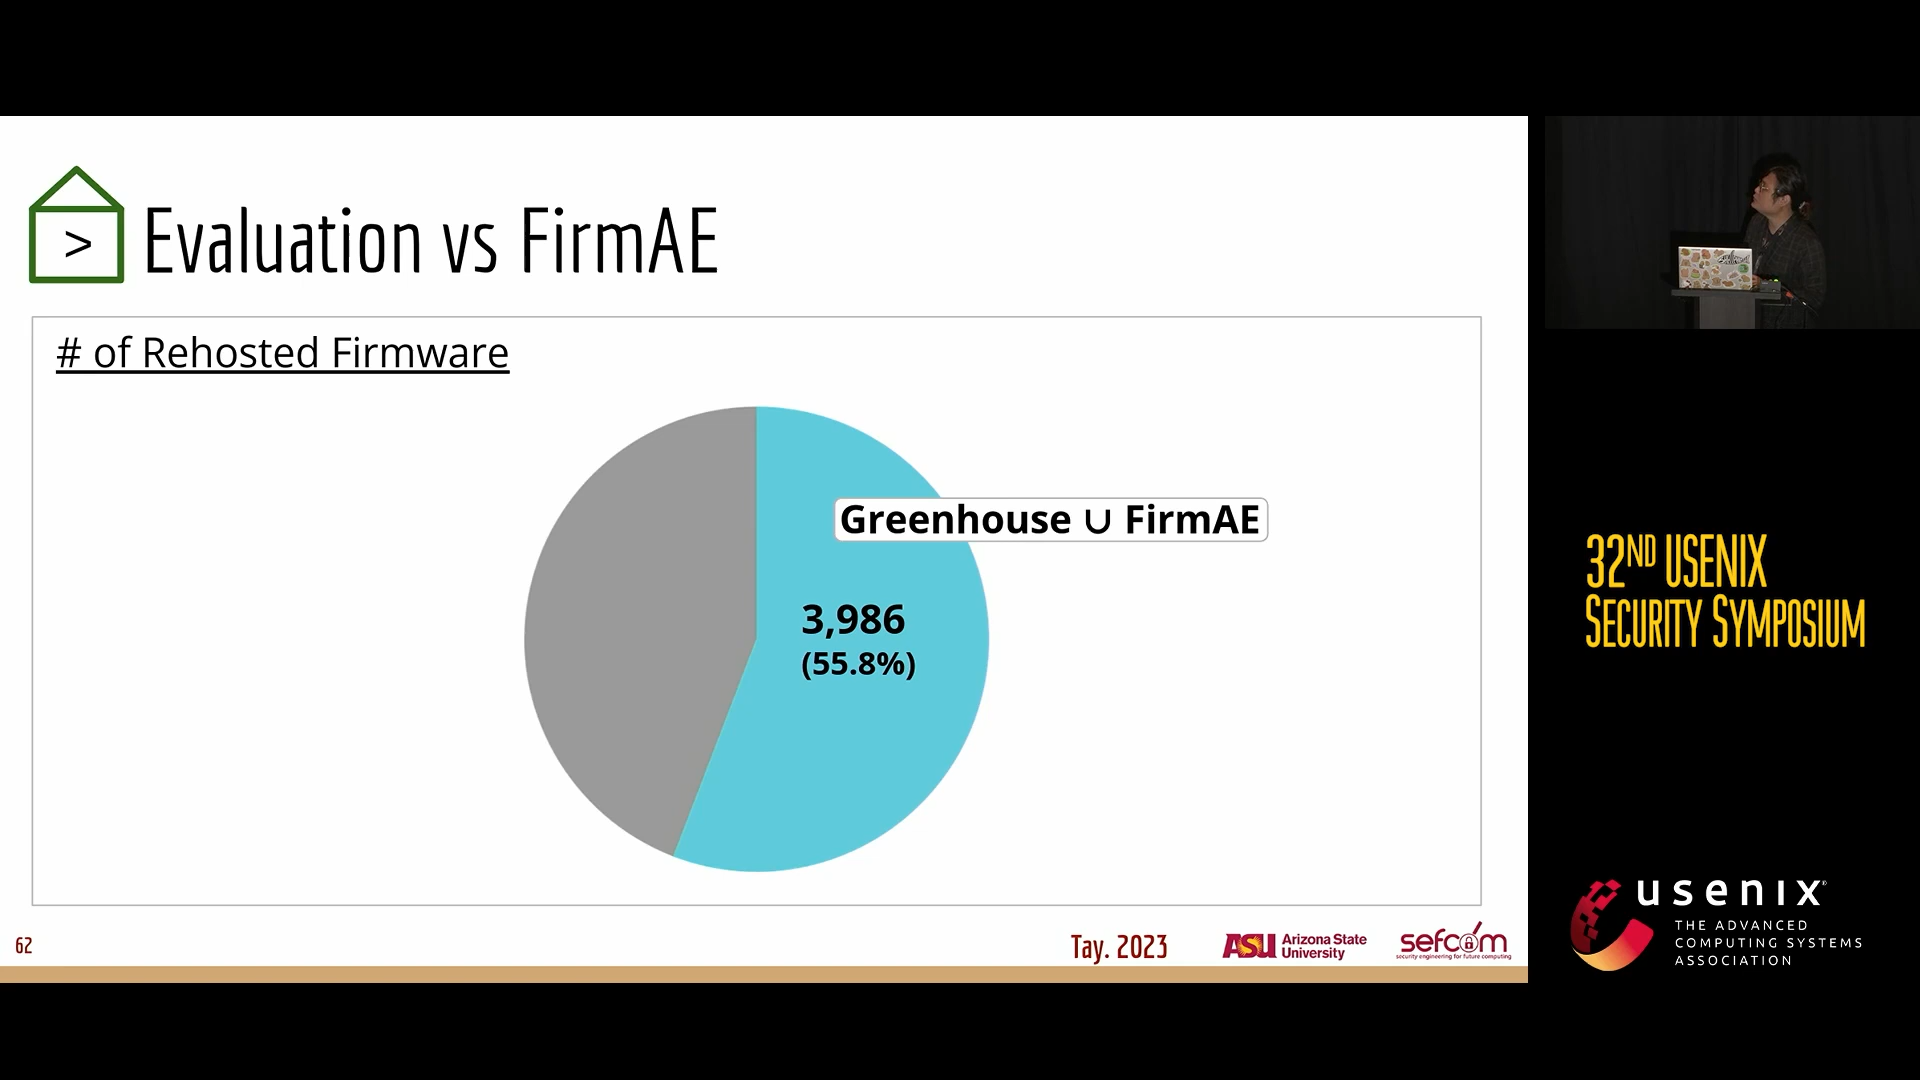 > Evaluation vs FirmAE
# of Rehosted Firmware
Greenhouse ∪ FirmAE
3,986
(55.8%)
62
Tay. 2023
ASU Arizona State
University
sefcom
security engineering for future computing
32ND USENIX
SECURITY SYMPOSIUM
usenix®
THE ADVANCED
COMPUTING SYSTEMS
ASSOCIATION